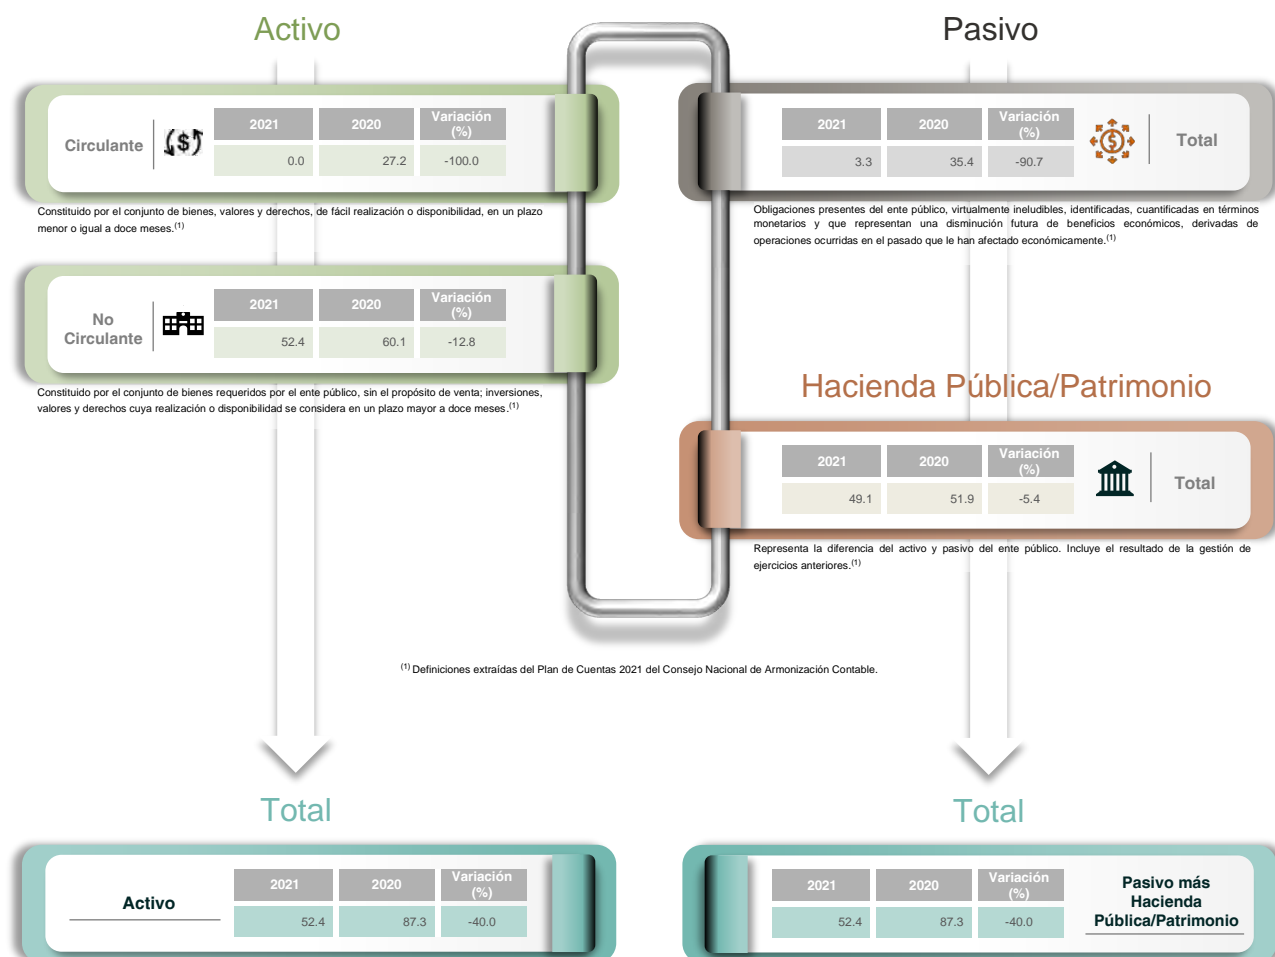 Activo
Circulante
2021 2020 Variación (%)
0.0 27.2 -100.0
Constituido por el conjunto de bienes, valores y derechos, de fácil realización o disponibilidad, en un plazo
menor o igual a doce meses.(1)
No
Circulante
2021 2020 Variación (%)
52.4 60.1 -12.8
Constituido por el conjunto de bienes requeridos por el ente público, sin el propósito de venta; inversiones,
valores y derechos cuya realización o disponibilidad se considera en un plazo mayor a doce meses.(1)
Pasivo
2021 2020 Variación (%)
3.3 35.4 -90.7
Total
Obligaciones presentes del ente público, virtualmente ineludibles, identificadas, cuantificadas en términos
monetarios y que representan una disminución futura de beneficios económicos, derivadas de
operaciones ocurridas en el pasado que le han afectado económicamente.(1)
Hacienda Pública/Patrimonio
2021 2020 Variación (%)
49.1 51.9 -5.4
Total
Representa la diferencia del activo y pasivo del ente público. Incluye el resultado de la gestión de
ejercicios anteriores.(1)
(1) Definiciones extraídas del Plan de Cuentas 2021 del Consejo Nacional de Armonización Contable.
Total
Activo
2021 2020 Variación (%)
52.4 87.3 -40.0
Total
2021 2020 Variación (%)
52.4 87.3 -40.0
Pasivo más
Hacienda
Pública/Patrimonio